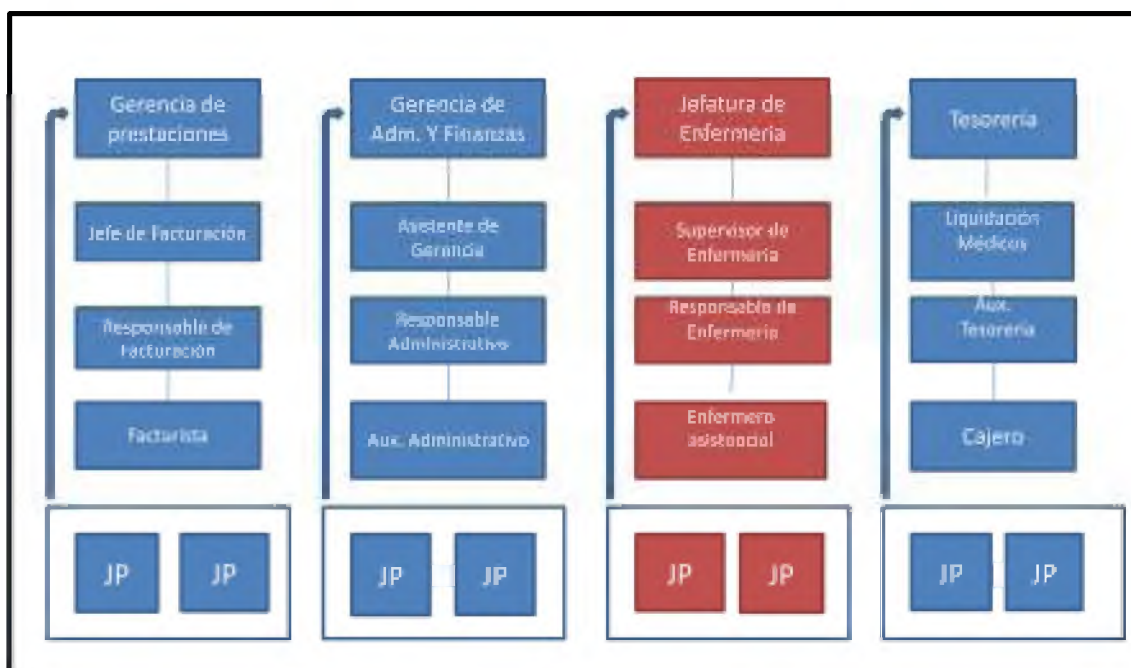 Gerencia de
prestaciones
Jefe de Facturación
Responsable de
Facturación
Facturista
JP JP
Gerencia de
Adm. Y Finanzas
Asistente de
Gerencia
Responsable
Administrativo
Aux. Administrativo
JP JP
Jefatura de
Enfermería
Supervisor de
Enfermería
Responsable de
Enfermería
Enfermero
asistencial
JP JP
Tesorería
Liquidación
Médicos
Aux.
Tesorería
Cajero
JP JP